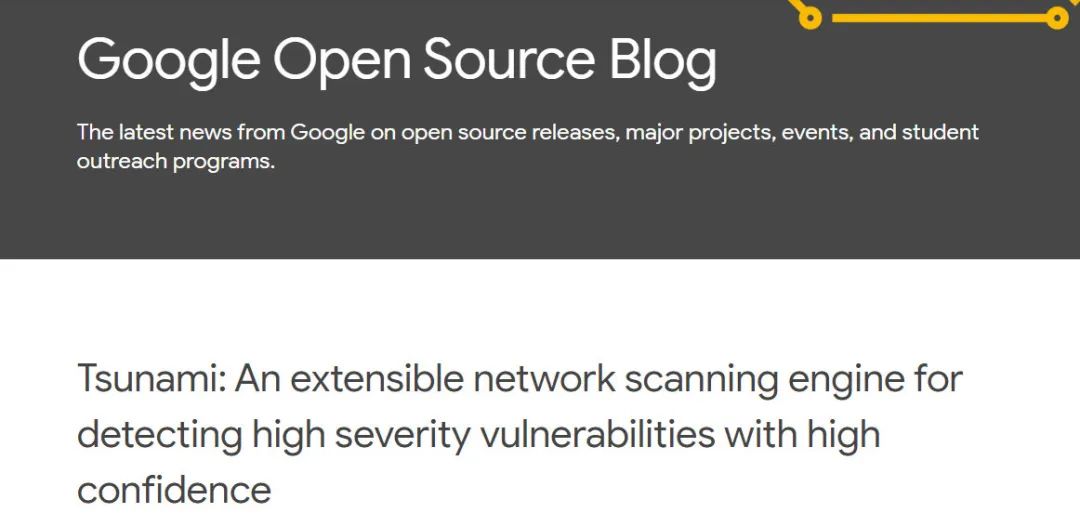 Google Open Source Blog
The latest news from Google on open source releases, major projects, events, and student
outreach programs.
Tsunami: An extensible network scanning engine for
detecting high severity vulnerabilities with high
confidence